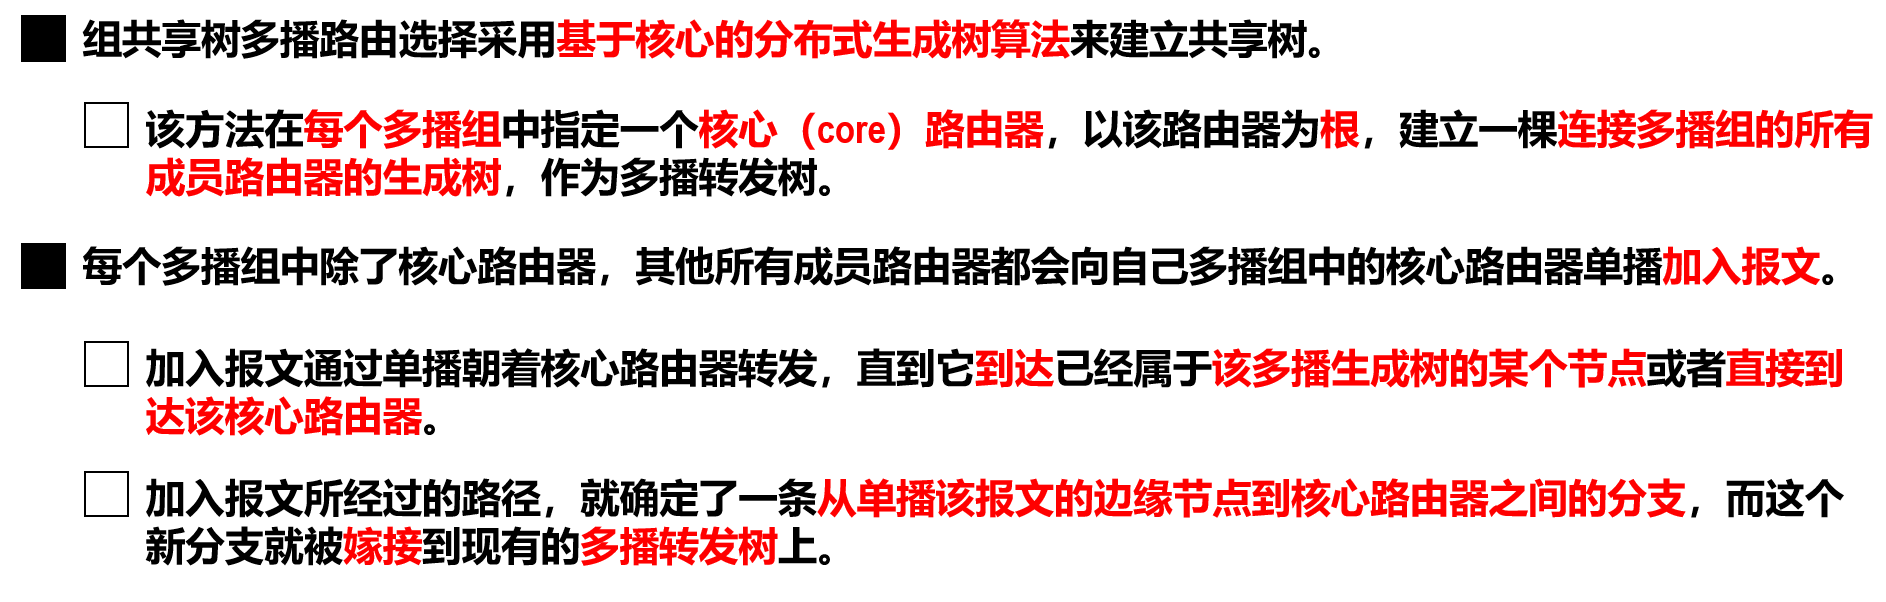 组共享树多播路由选择采用基于核心的分布式生成树算法来建立共享树。
该方法在每个多播组中指定一个核心（core）路由器，以该路由器为根，建立一棵连接多播组的所有
成员路由器的生成树，作为多播转发树。
每个多播组中除了核心路由器，其他所有成员路由器都会向自己多播组中的核心路由器单播加入报文。
加入报文通过单播朝着核心路由器转发，直到它到达已经属于该多播生成树的某个节点或者直接到
达该核心路由器。
加入报文所经过的路径，就确定了一条从单播该报文的边缘节点到核心路由器之间的分支，而这个
新分支就被嫁接到现有的多播转发树上。